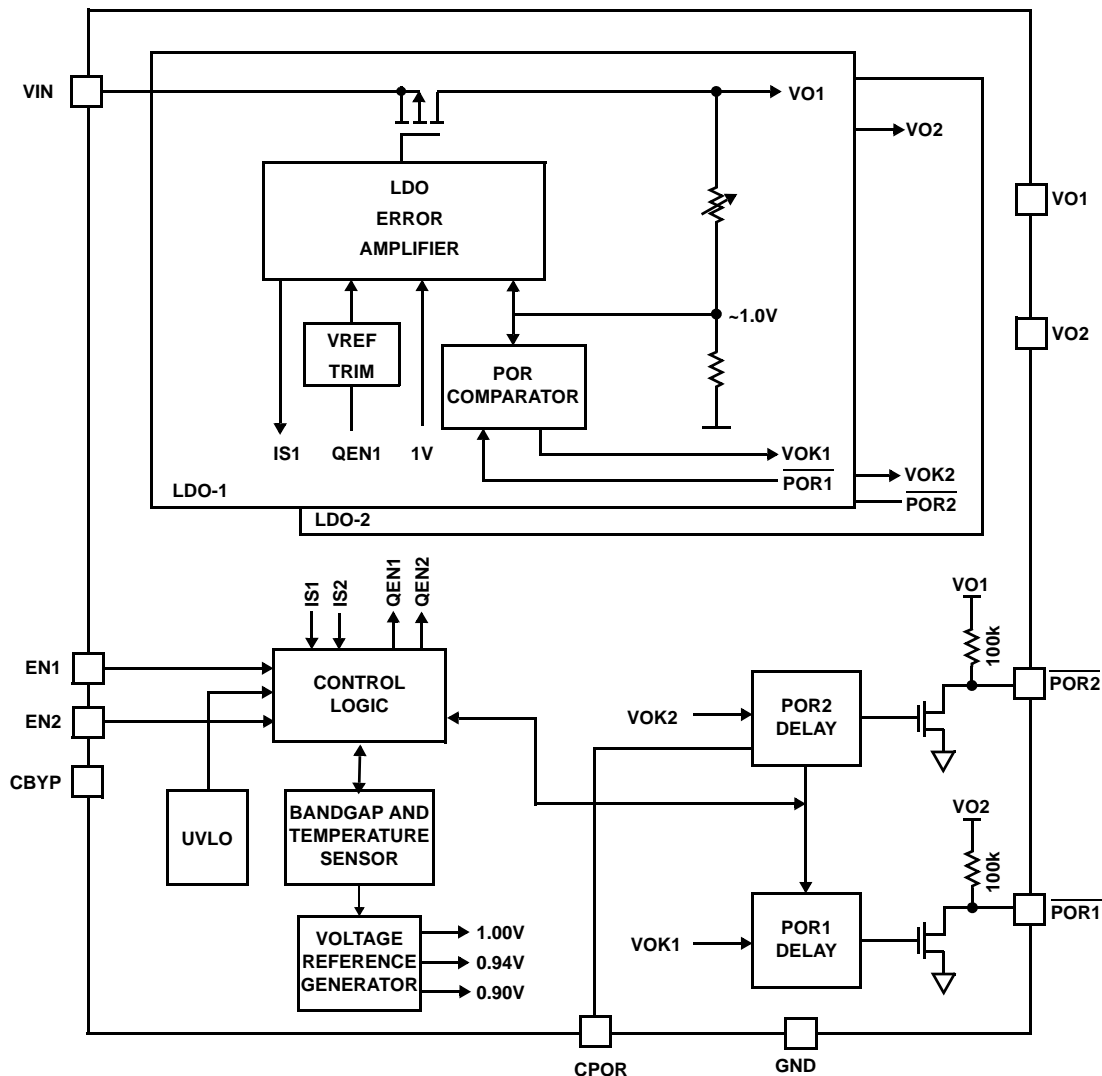 VIN
VO1
VO2
LDO
ERROR
AMPLIFIER
VO1
~1.0V
VREF
TRIM
POR
COMPARATOR
VO2
IS1
QEN1
1V
VOK1
POR1
VOK2
POR2
LDO-1
LDO-2
IS1
IS2
QEN1
QEN2
VO1
100k
EN1
CONTROL
LOGIC
POR2
EN2
VOK2
POR2
DELAY
CBYP
UVLO
BANDGAP AND
TEMPERATURE
SENSOR
VO2
100k
POR1
VOLTAGE
REFERENCE
GENERATOR
1.00V
0.94V
0.90V
VOK1
POR1
DELAY
CPOR
GND